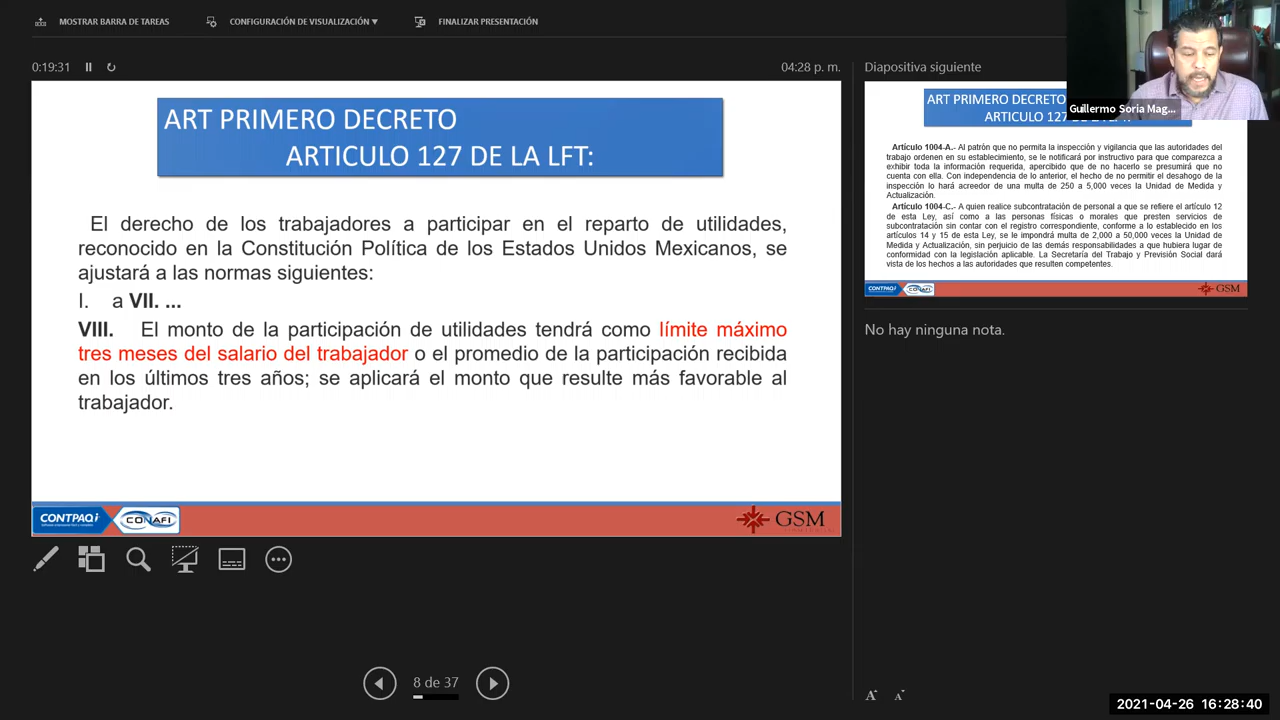 MOSTRAR BARRA DE TAREAS
CONFIGURACIÓN DE VISUALIZACIÓN ▼
FINALIZAR PRESENTACIÓN
0:19:31
04:28 p. m.
ART PRIMERO DECRETO
ARTICULO 127 DE LA LFT:
El derecho de los trabajadores a participar en el reparto de utilidades,
reconocido en la Constitución Política de los Estados Unidos Mexicanos, se
ajustará a las normas siguientes:
I. a VII. ...
VIII. El monto de la participación de utilidades tendrá como límite máximo
tres meses del salario del trabajador o el promedio de la participación recibida
en los últimos tres años; se aplicará el monto que resulte más favorable al
trabajador.
CONTPAQi
CONAFI
GSM
8 de 37
Diapositiva siguiente
Guillermo Soria Mag...
ART PRIMERO DECRETO
ARTICULO 127 DE LA LFT:
Artículo 1004-A.- Al patrón que no permita la inspección y vigilancia que las autoridades del
trabajo ordenen en su establecimiento, se le notificará por instructivo para que comparezca a
exhibir toda la información requerida, apercibido que de no hacerlo se presumirá que no
cuenta con ella. Con independencia de lo anterior, el hecho de no permitir el desahogo de la
inspección lo hará acreedor de una multa de 250 a 5,000 veces la Unidad de Medida y
Actualización.
Artículo 1004-C.- A quien realice subcontratación de personal a que se refiere el artículo 12
de esta Ley, así como a las personas físicas o morales que presten servicios de
subcontratación sin contar con el registro correspondiente, conforme a lo establecido en los
artículos 14 y 15 de esta Ley, se le impondrá multa de 2,000 a 50,000 veces la Unidad de
Medida y Actualización, sin perjuicio de las demás responsabilidades a que hubiera lugar de
conformidad con la legislación aplicable. La Secretaría del Trabajo y Previsión Social dará
vista de los hechos a las autoridades que resulten competentes.
CONTPAQi
CONAFI
GSM
No hay ninguna nota.
A A
2021-04-26 16:28:40